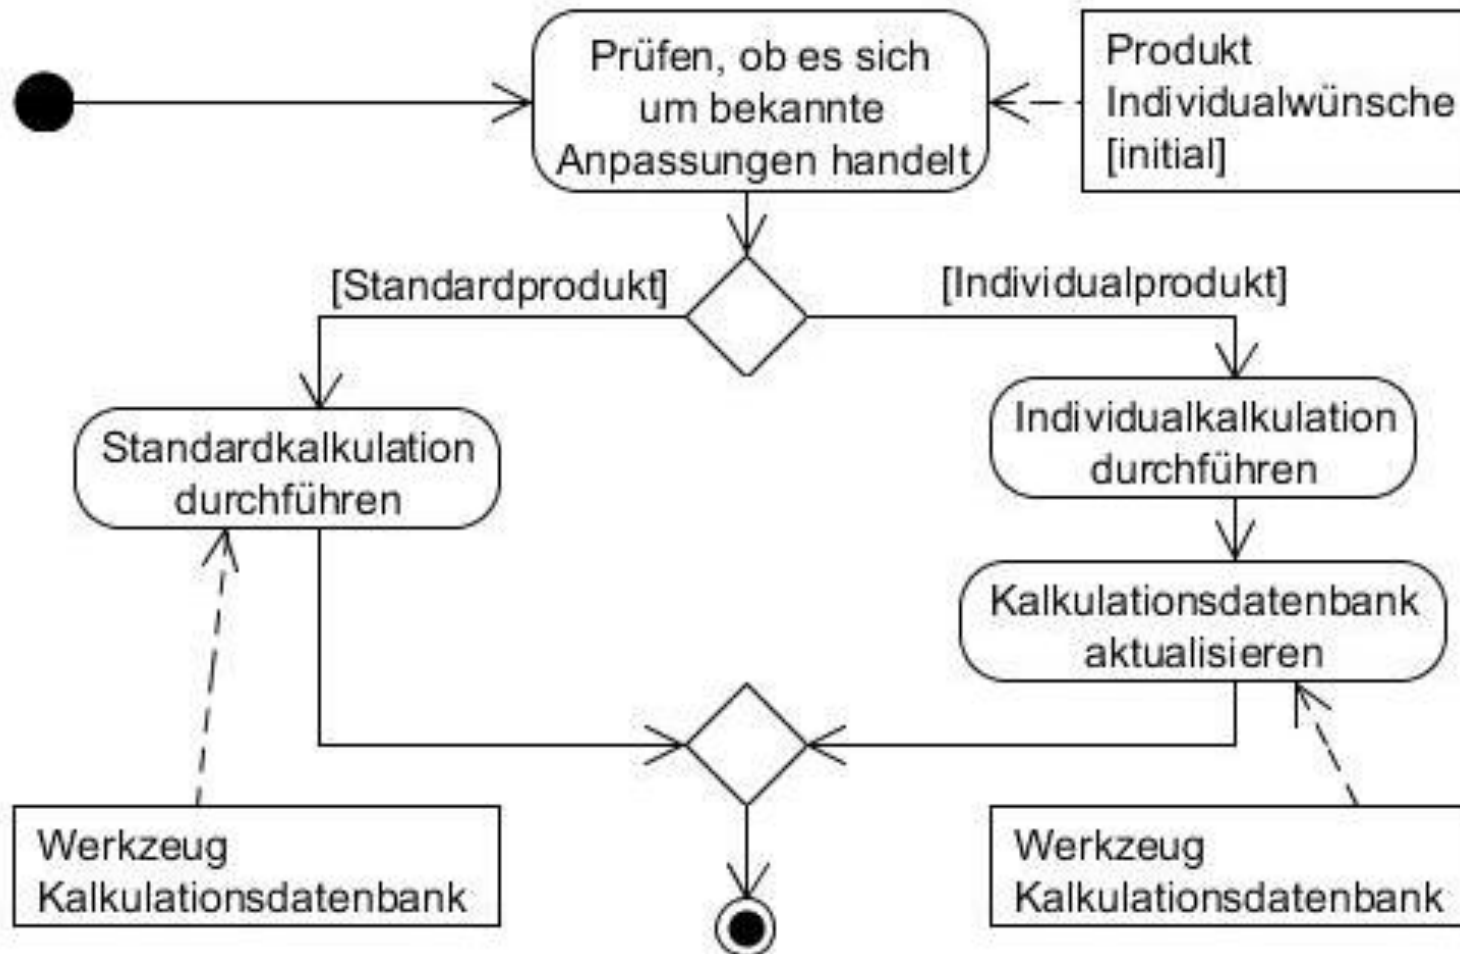 Prüfen, ob es sich
um bekannte
Anpassungen handelt
Produkt
Individualwünsche
[initial]
[Standardprodukt]
[Individualprodukt]
Standardkalkulation
durchführen
Individualkalkulation
durchführen
Kalkulationsdatenbank
aktualisieren
Werkzeug
Kalkulationsdatenbank
Werkzeug
Kalkulationsdatenbank